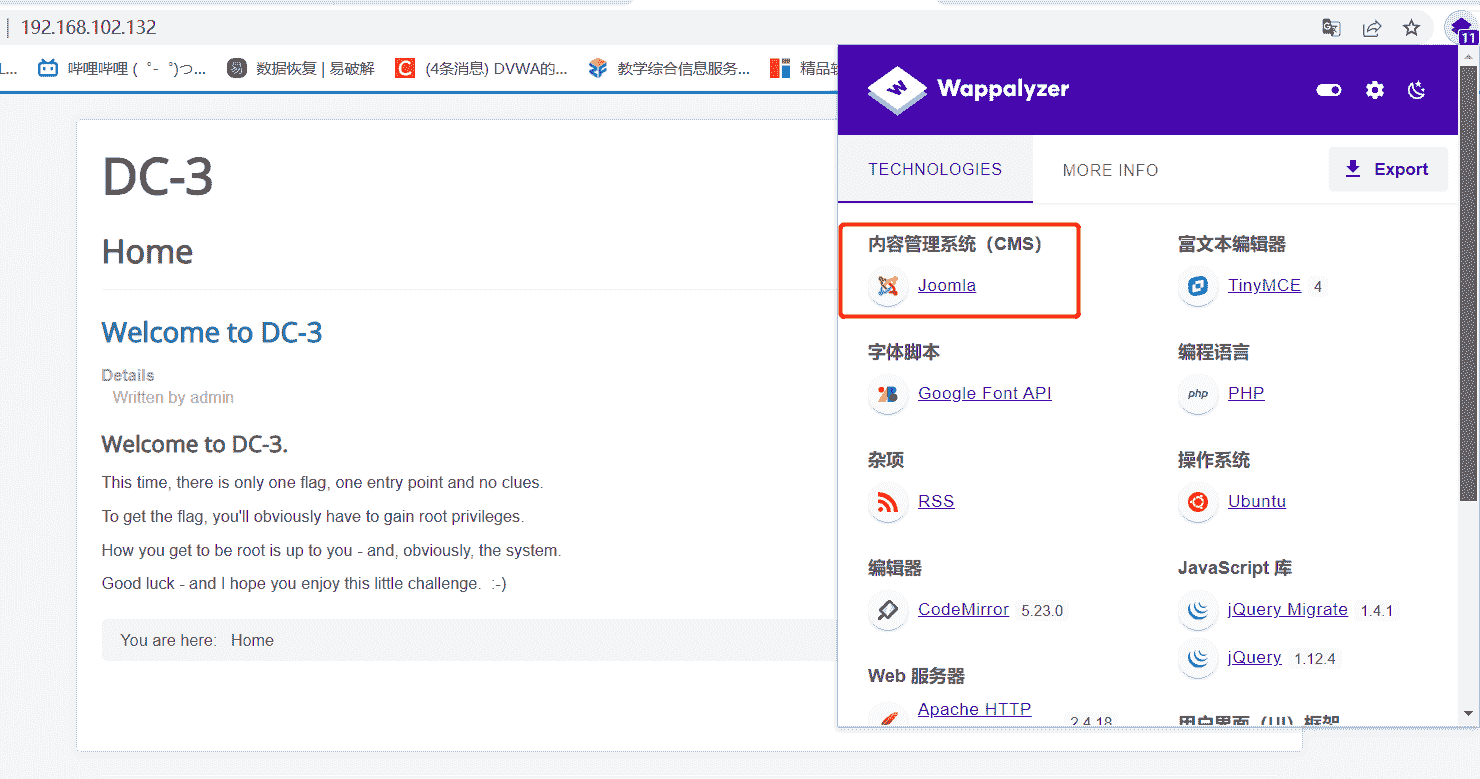 192.168.102.132
11
L...
哔哩哔哩 (゜-゜)つ...
数据恢复 | 易破解
(4条消息) DVWA的...
教学综合信息服务...
精品软
DC-3
Home
Welcome to DC-3
Details
Written by admin
Welcome to DC-3.
This time, there is only one flag, one entry point and no clues.
To get the flag, you'll obviously have to gain root privileges.
How you get to be root is up to you - and, obviously, the system.
Good luck - and I hope you enjoy this little challenge. :-)
You are here: Home
Wappalyzer
TECHNOLOGIES
MORE INFO
Export
内容管理系统（CMS）
Joomla
富文本编辑器
TinyMCE 4
字体脚本
Google Font API
编程语言
php PHP
杂项
RSS
操作系统
Ubuntu
编辑器
CodeMirror 5.23.0
JavaScript 库
jQuery Migrate 1.4.1
jQuery 1.12.4
Web 服务器
Apache HTTP
2.4.18
用户界面（UI）框架